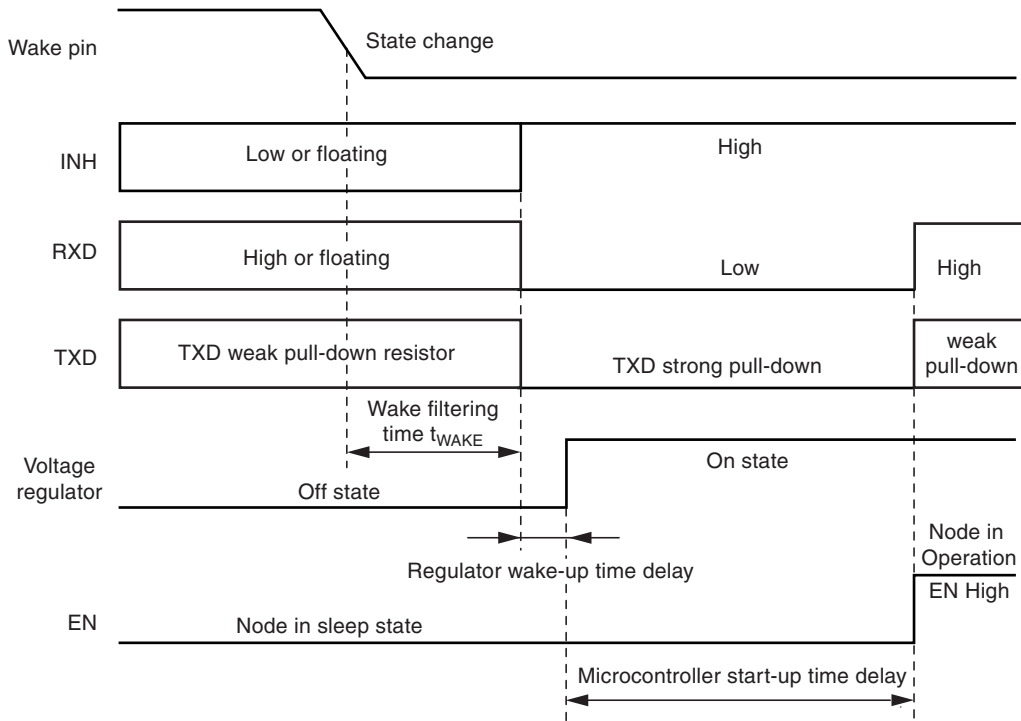 Wake pin
State change
INH
Low or floating
High
RXD
High or floating
Low
High
TXD
TXD weak pull-down resistor
TXD strong pull-down
weak
pull-down
Wake filtering
time tWAKE
Voltage
regulator
Off state
On state
Regulator wake-up time delay
Node in
Operation
EN High
EN
Node in sleep state
Microcontroller start-up time delay